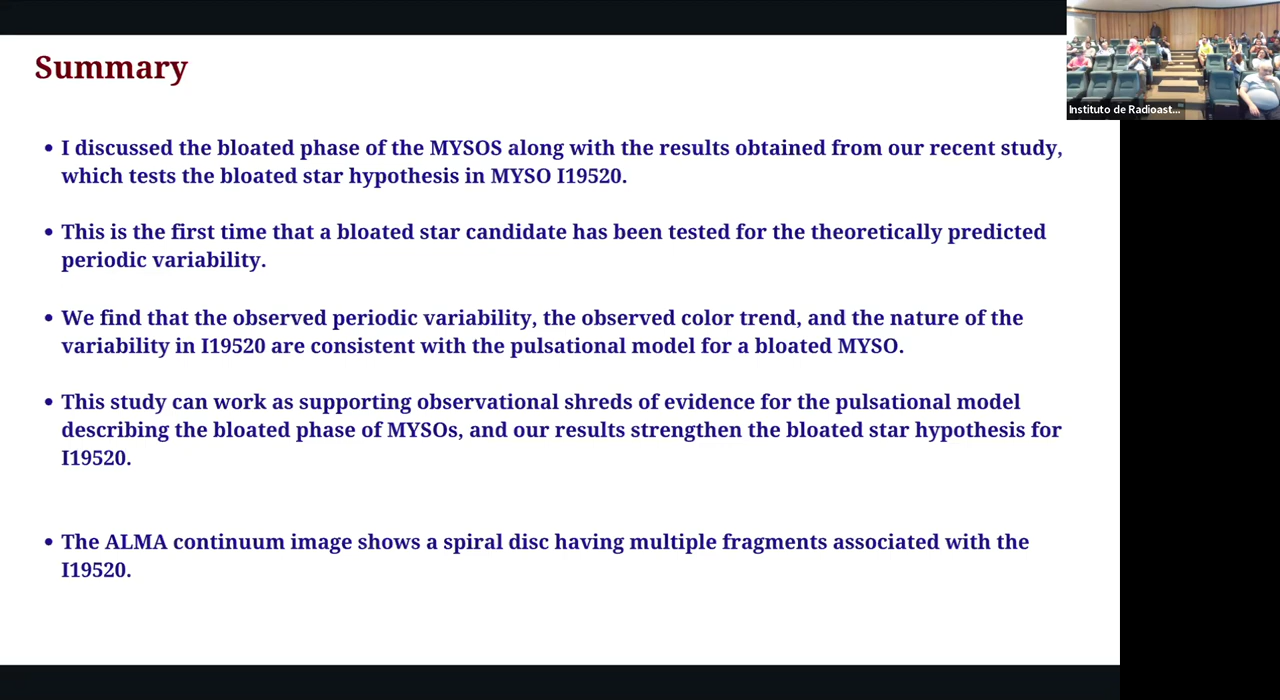 Summary
Instituto de Radioast...
• I discussed the bloated phase of the MYSOS along with the results obtained from our recent study,
which tests the bloated star hypothesis in MYSO I19520.
• This is the first time that a bloated star candidate has been tested for the theoretically predicted
periodic variability.
• We find that the observed periodic variability, the observed color trend, and the nature of the
variability in I19520 are consistent with the pulsational model for a bloated MYSO.
• This study can work as supporting observational shreds of evidence for the pulsational model
describing the bloated phase of MYSOs, and our results strengthen the bloated star hypothesis for
I19520.
• The ALMA continuum image shows a spiral disc having multiple fragments associated with the
I19520.